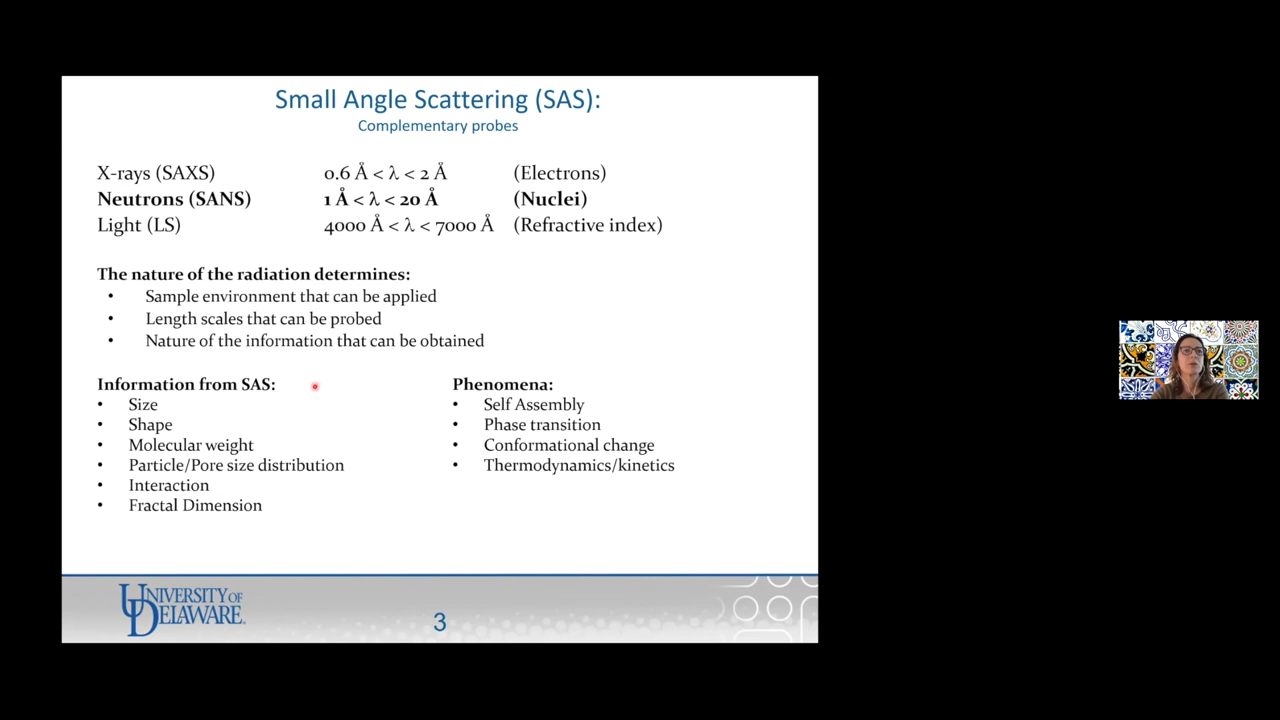 Small Angle Scattering (SAS):
Complementary probes
X-rays (SAXS) 0.6 Å < λ < 2 Å (Electrons)
Neutrons (SANS) 1 Å < λ < 20 Å (Nuclei)
Light (LS) 4000 Å < λ < 7000 Å (Refractive index)
The nature of the radiation determines:
• Sample environment that can be applied
• Length scales that can be probed
• Nature of the information that can be obtained
Information from SAS:
• Size
• Shape
• Molecular weight
• Particle/Pore size distribution
• Interaction
• Fractal Dimension
Phenomena:
• Self Assembly
• Phase transition
• Conformational change
• Thermodynamics/kinetics
UNIVERSITY OF
DELAWARE.
3